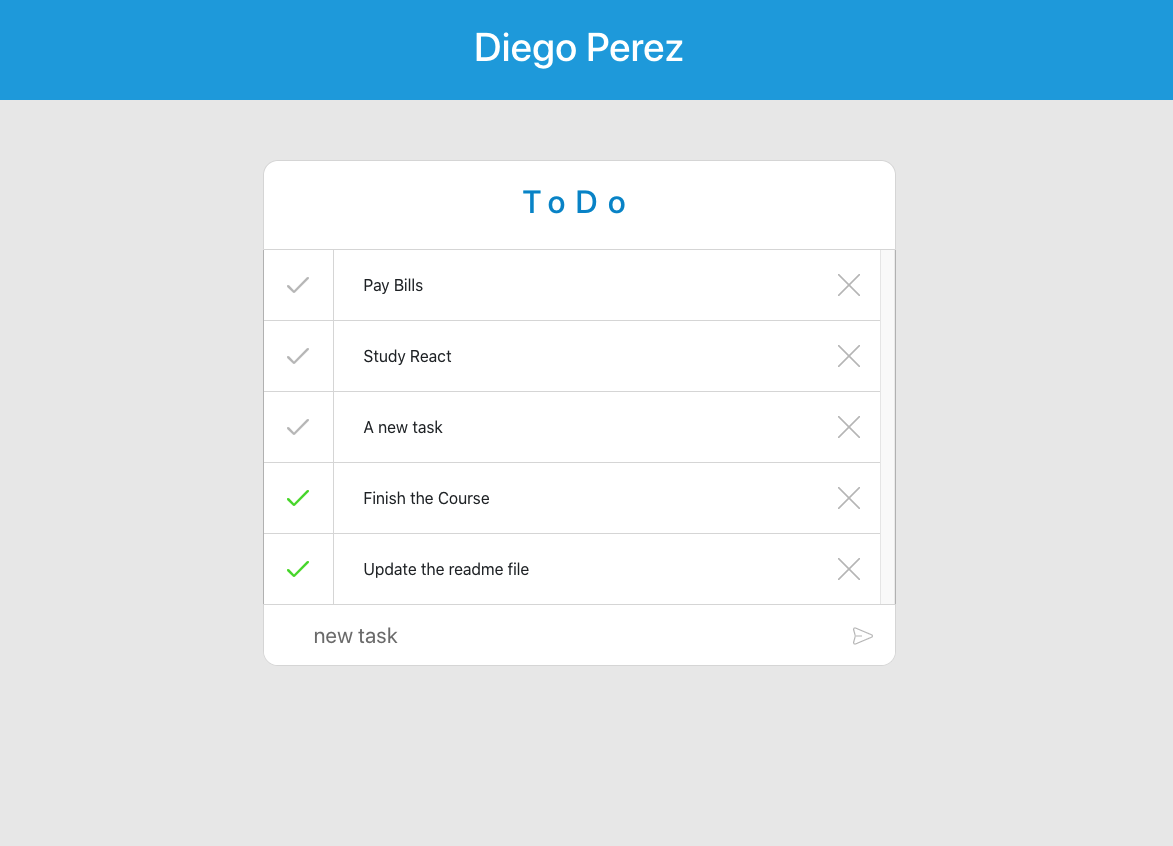 Diego Perez
ToDo
Pay Bills
Study React
A new task
Finish the Course
Update the readme file
new task